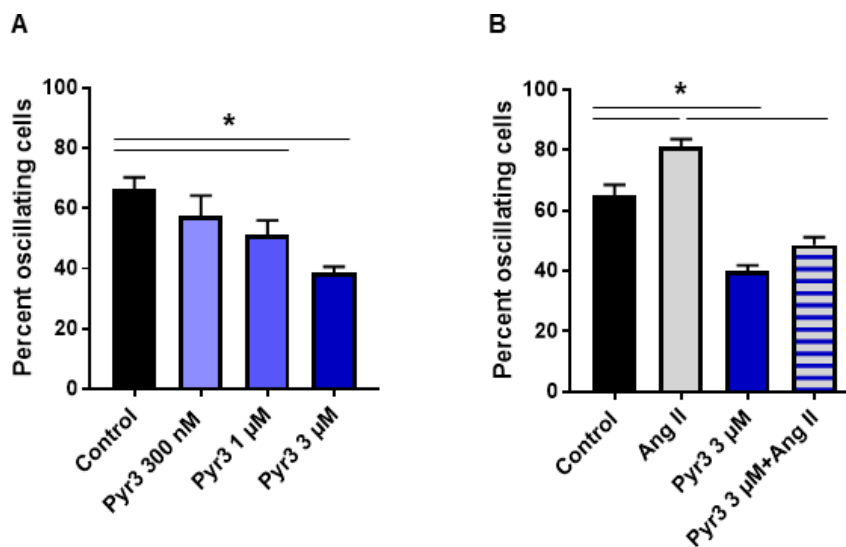 A
Percent oscillating cells
100
80
60
40
20
0
*
Control
Pyr3 300 nM
Pyr3 1 µM
Pyr3 3 µM
B
Percent oscillating cells
100
80
60
40
20
0
*
Control
Ang II
Pyr3 3 µM
Pyr3 3 µM+Ang II